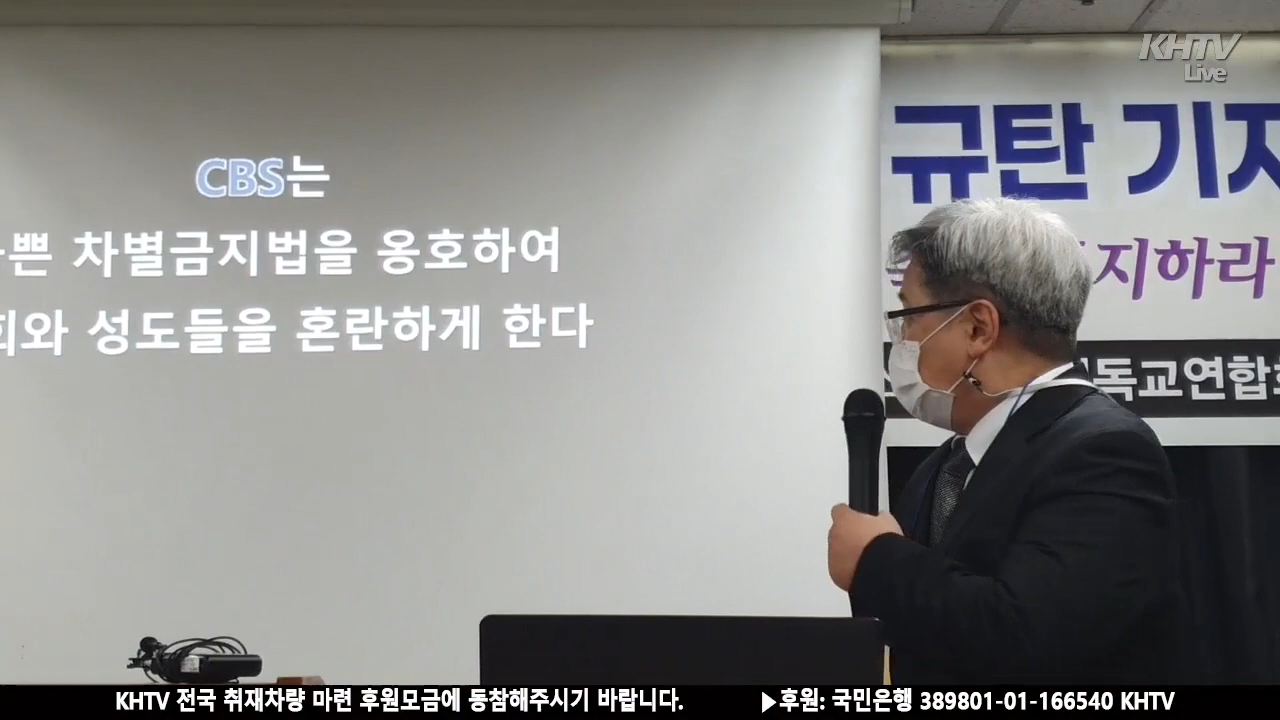 KHTV
Live
CBS는
쁜 차별금지법을 옹호하여
회와 성도들을 혼란하게 한다
규탄 기자
지하라
독교연합회
KHTV 전국 취재차량 마련 후원모금에 동참해주시기 바랍니다.
▶후원: 국민은행 389801-01-166540 KHTV